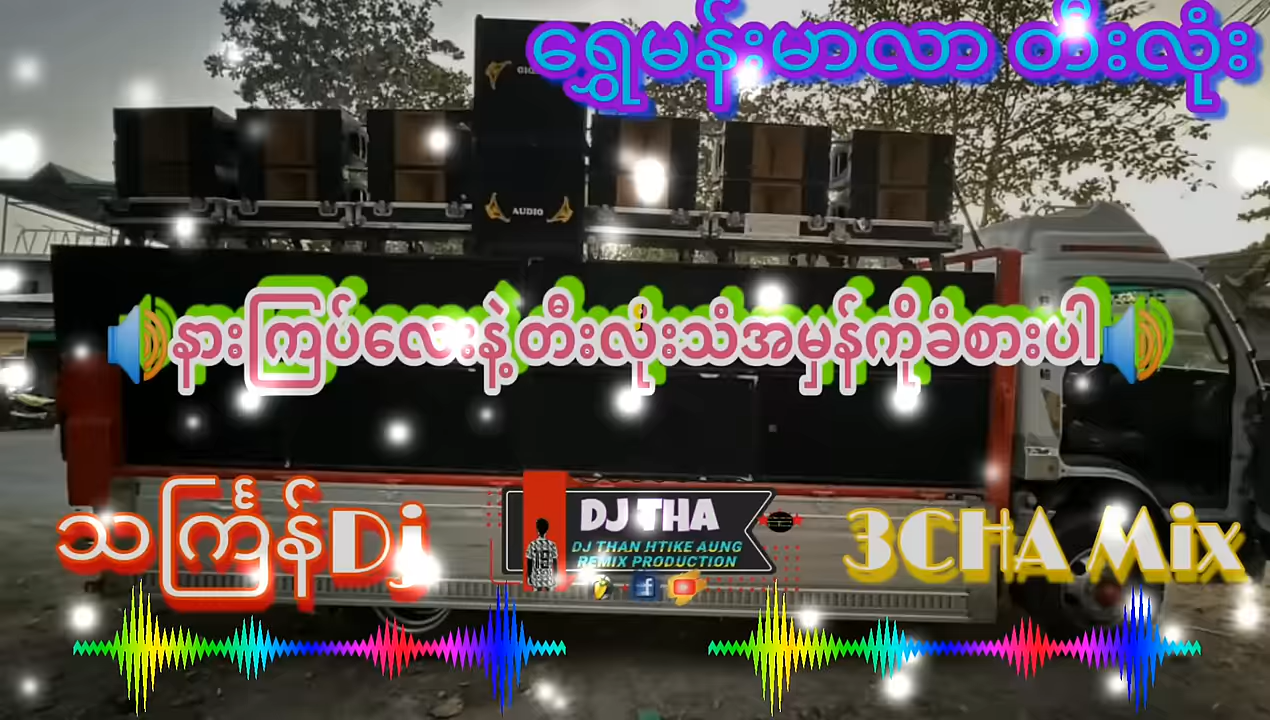 ရွှေမန်းမာလာ တီးလုံး
AUDIO
🔊နားကြပ်လေးနဲ့တီးလုံးသံအမှန်ကိုခံစားပါ🔊
သင်္ကြန်Dj
DJ THA
DJ THAN HTIKE AUNG
REMIX PRODUCTION
3CHA Mix